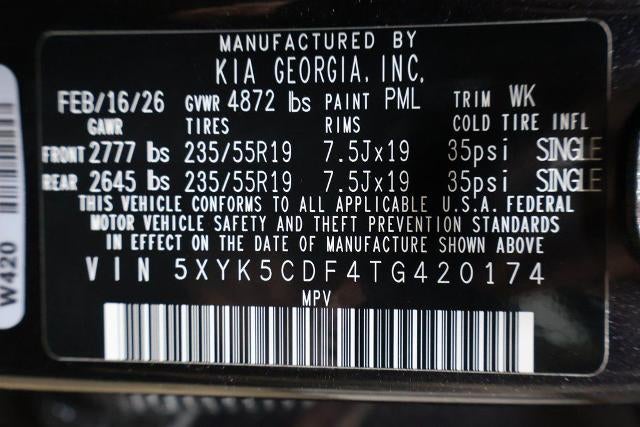 MANUFACTURED BY
KIA GEORGIA, INC.
FEB/16/26 GVWR 4872 lbs PAINT PML TRIM WK
GAWR TIRES RIMS COLD TIRE INFL
FRONT 2777 lbs 235/55R19 7.5Jx19 35psi SINGLE
REAR 2645 lbs 235/55R19 7.5Jx19 35psi SINGLE
THIS VEHICLE CONFORMS TO ALL APPLICABLE U.S.A. FEDERAL
MOTOR VEHICLE SAFETY AND THEFT PREVENTION STANDARDS
IN EFFECT ON THE DATE OF MANUFACTURE SHOWN ABOVE
VIN 5XYK5CDF4TG420174
MPV
W420